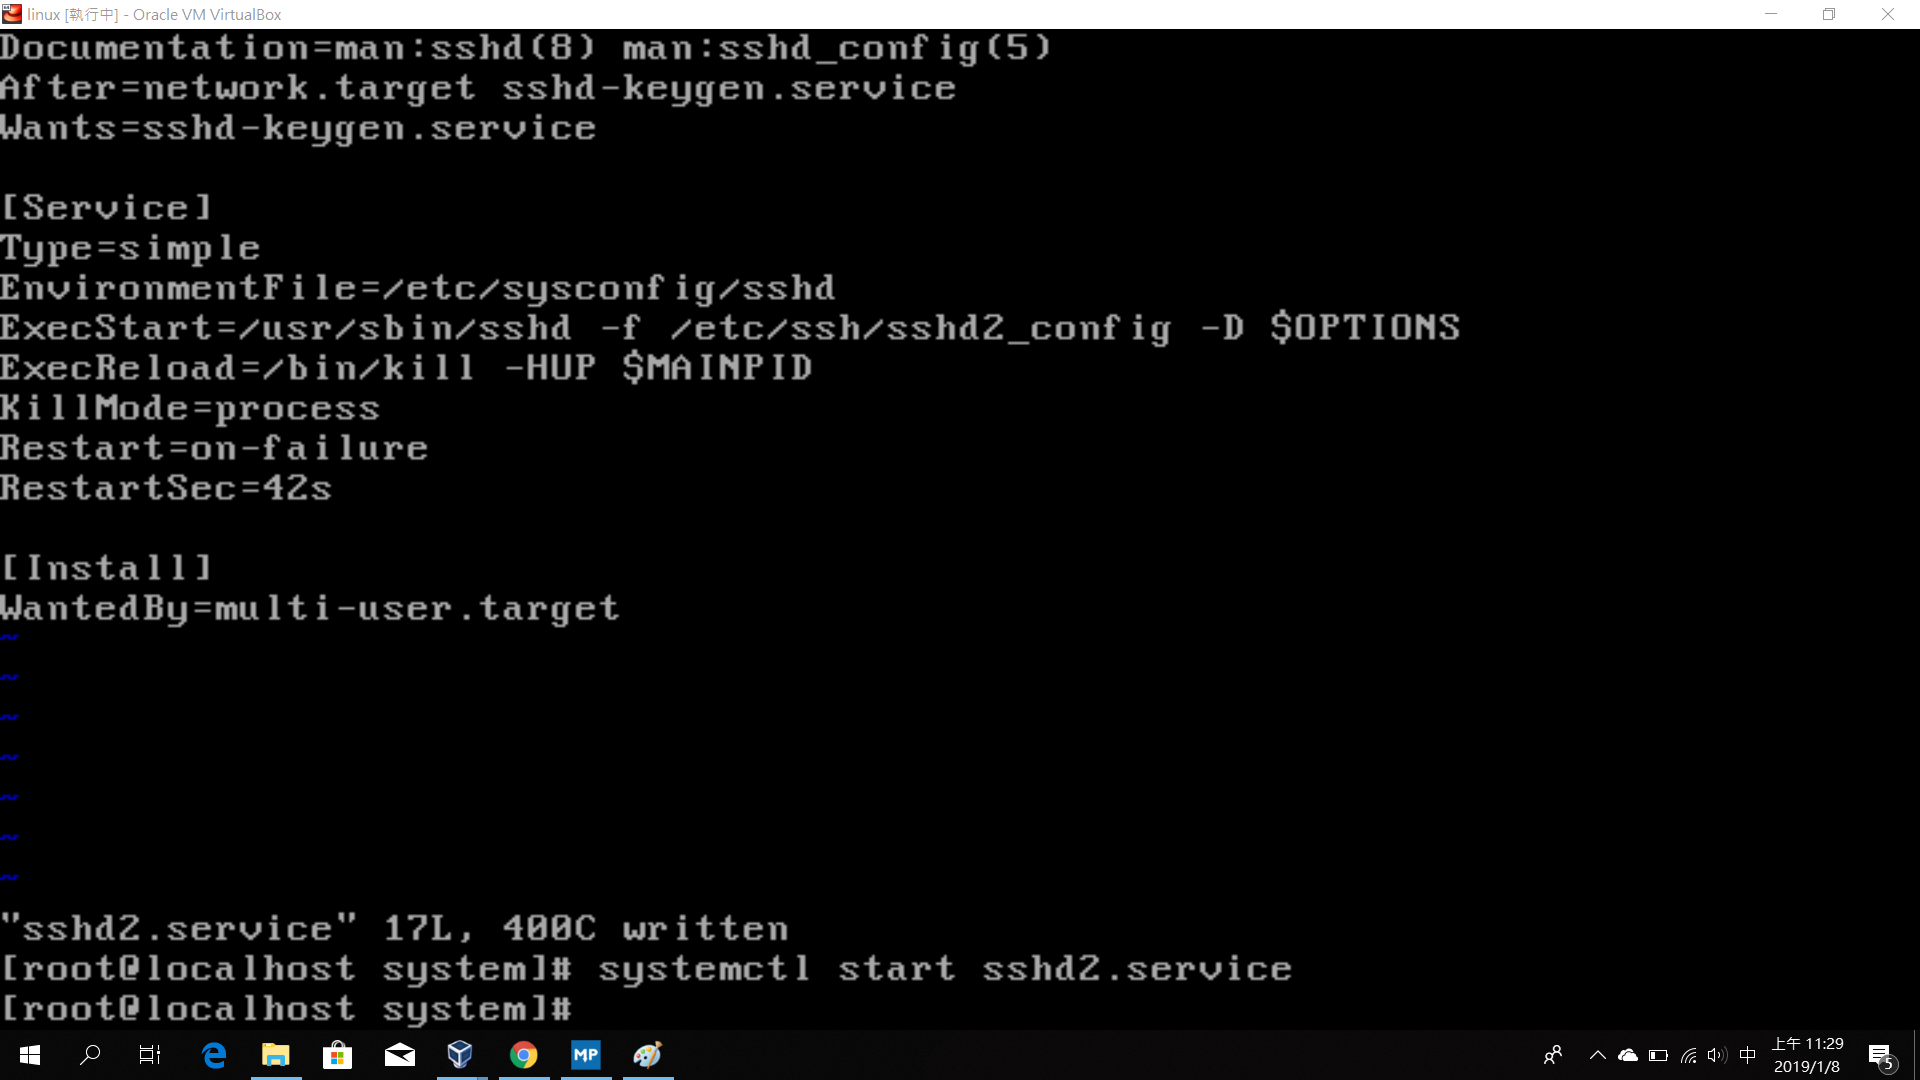 linux [執行中] - Oracle VM VirtualBox
Documentation=man:sshd(8) man:sshd_config(5)
After=network.target sshd-keygen.service
Wants=sshd-keygen.service
[Service]
Type=simple
EnvironmentFile=/etc/sysconfig/sshd
ExecStart=/usr/sbin/sshd -f /etc/ssh/sshd2_config -D $OPTIONS
ExecReload=/bin/kill -HUP $MAINPID
KillMode=process
Restart=on-failure
RestartSec=42s
[Install]
WantedBy=multi-user.target
~
~
~
~
~
~
~
"sshd2.service" 17L, 400C written
[root@localhost system]# systemctl start sshd2.service
[root@localhost system]#
MP
中
上午 11:29
2019/1/8
5